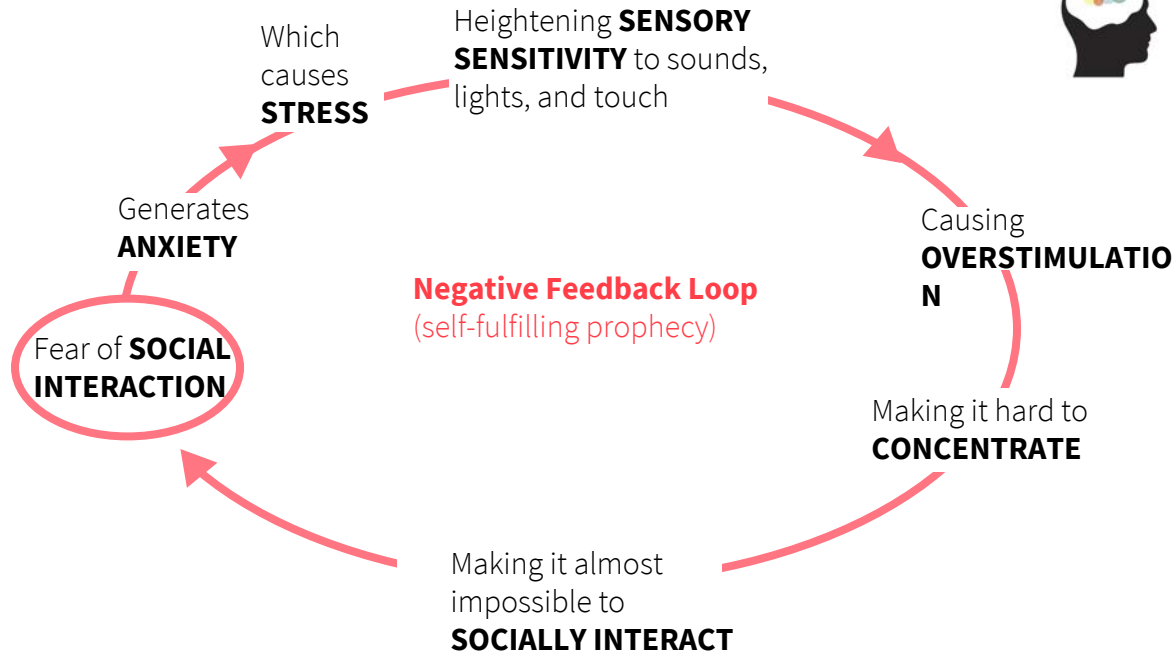 Which
causes
STRESS
Heightening SENSORY
SENSITIVITY to sounds,
lights, and touch
Generates
ANXIETY
Causing
OVERSTIMULATIO
N
Negative Feedback Loop
(self-fulfilling prophecy)
Fear of SOCIAL
INTERACTION
Making it hard to
CONCENTRATE
Making it almost
impossible to
SOCIALLY INTERACT